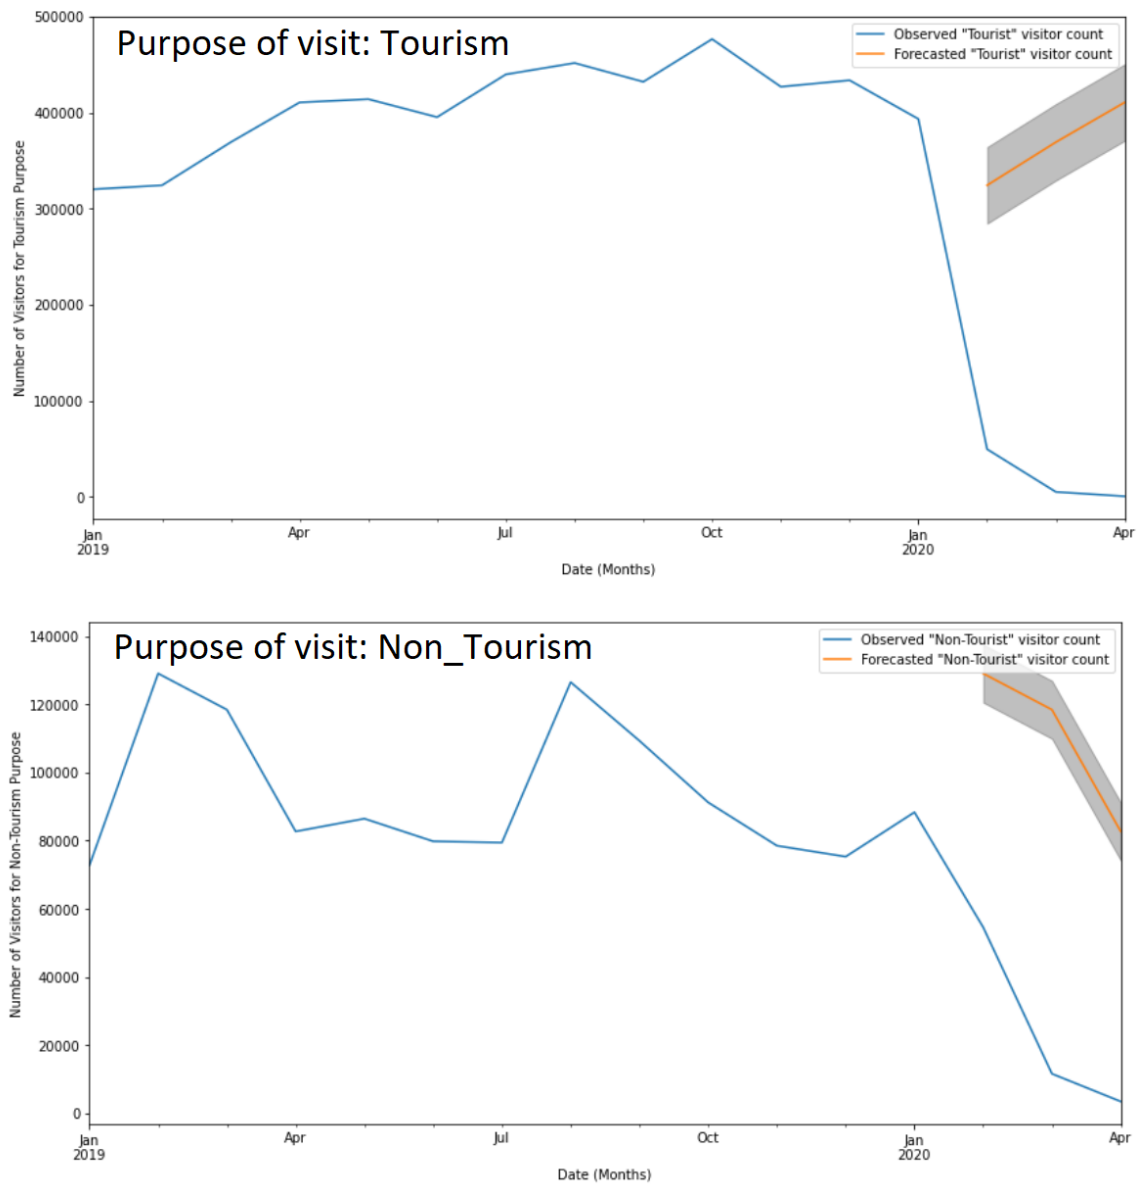 Purpose of visit: Tourism
Observed "Tourist" visitor count
Forecasted "Tourist" visitor count
Number of Visitors for Tourism Purpose
500000
400000
300000
200000
100000
0
Jan
2019
Apr
Jul
Oct
Jan
2020
Apr
Date (Months)
Purpose of visit: Non_Tourism
Observed "Non-Tourist" visitor count
Forecasted "Non-Tourist" visitor count
Number of Visitors for Non-Tourism Purpose
140000
120000
100000
80000
60000
40000
20000
0
Jan
2019
Apr
Jul
Oct
Jan
2020
Apr
Date (Months)